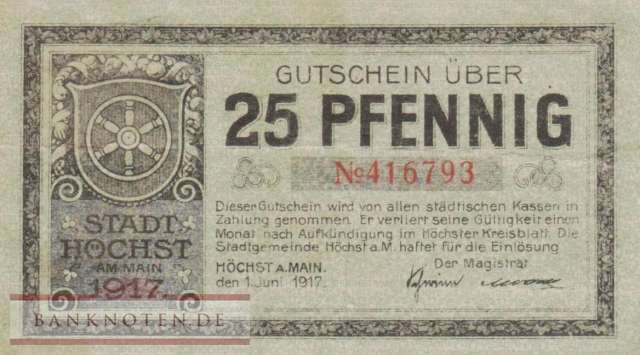 GUTSCHEIN ÜBER
25 PFENNIG
№416793
Dieser Gutschein wird von allen städtischen Kassen in
Zahlung genommen. Er verliert seine Gültigkeit einen
Monat nach Aufkündigung im Höchster Kreisblatt. Die
Stadtgemeinde Höchst a.M. haftet für die Einlösung
HÖCHST A.MAIN.
den 1. Juni 1917.
Der Magistrat
STADT
HÖCHST
AM MAIN
1917
BANKNOTEN.DE